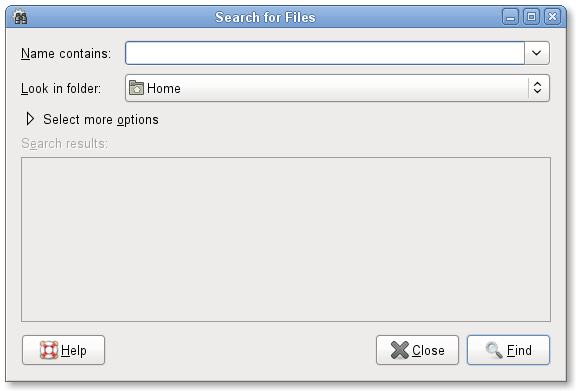 Search for Files
Name contains:
Look in folder: Home
Select more options
Search results:
Help Close Find